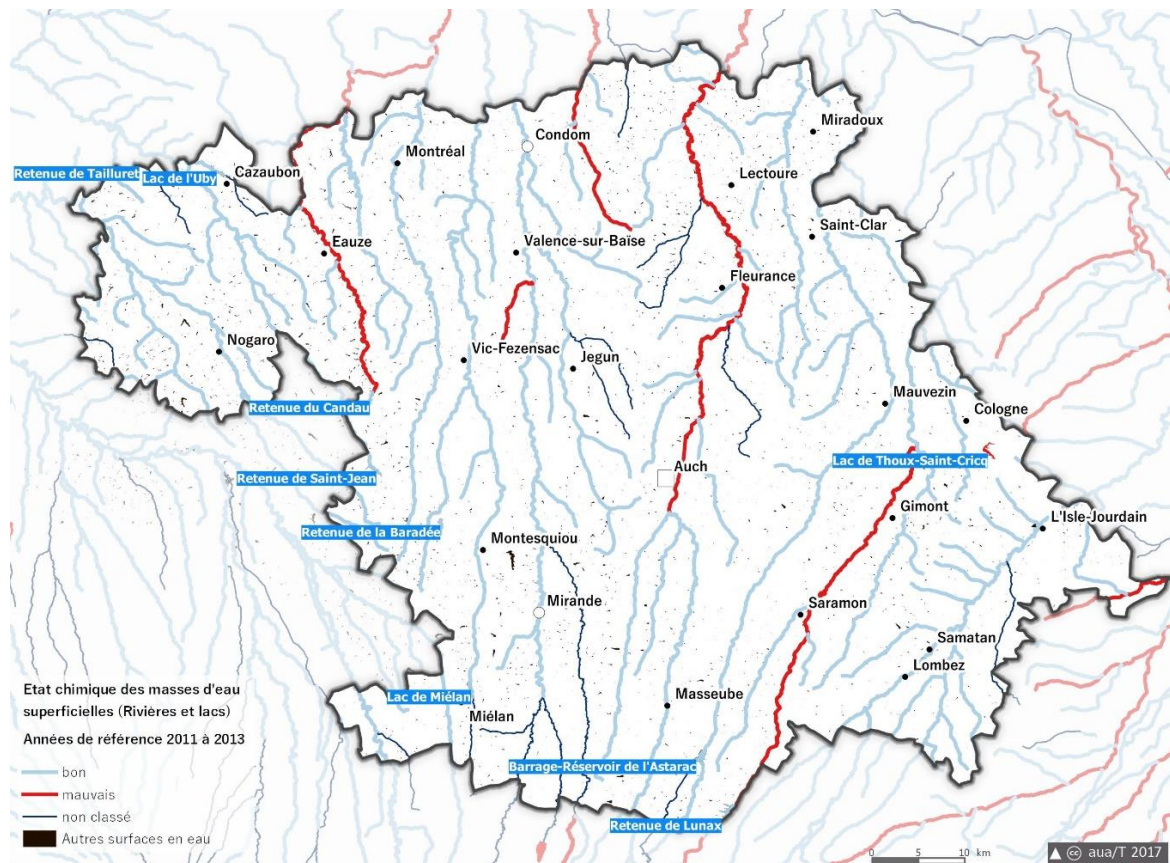 Miradoux
Condom
Montréal
Retenue de Tailluret
Lac de l'Uby
Cazaubon
Lectoure
Saint-Clar
Eauze
Valence-sur-Baïse
Fleurance
Nogaro
Vic-Fezensac
Jegun
Retenue du Candau
Mauvezin
Cologne
Auch
Lac de Thoux-Saint-Cricq
Retenue de Saint-Jean
Gimont
L'Isle-Jourdain
Retenue de la Baradée
Montesquiou
Mirande
Saramon
Samatan
Lombez
Lac de Miélan
Masseube
Miélan
Barrage-Réservoir de l'Astarac
Retenue de Lunax
Etat chimique des masses d'eau
superficielles (Rivières et lacs)
Années de référence 2011 à 2013
bon
mauvais
non classé
Autres surfaces en eau
0 5 10 km
cc aua/T 2017